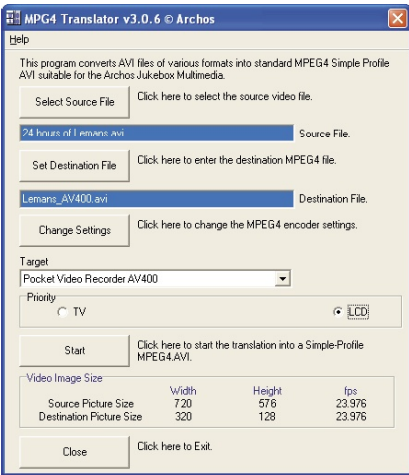 MPG4 Translator v3.0.6 © Archos
Help
This program converts AVI files of various formats into standard MPEG4 Simple Profile
AVI suitable for the Archos Jukebox Multimedia.
Select Source File
Click here to select the source video file.
24 hours of Lemans.avi
Source File.
Set Destination File
Click here to enter the destination MPEG4 file.
Lemans_AV400.avi
Destination File.
Change Settings
Click here to change the MPEG4 encoder settings.
Target
Pocket Video Recorder AV400
Priority
TV
LCD
Start
Click here to start the translation into a Simple-Profile
MPEG4.AVI.
Video Image Size
Width Height fps
Source Picture Size 720 576 23.976
Destination Picture Size 320 128 23.976
Close
Click here to Exit.